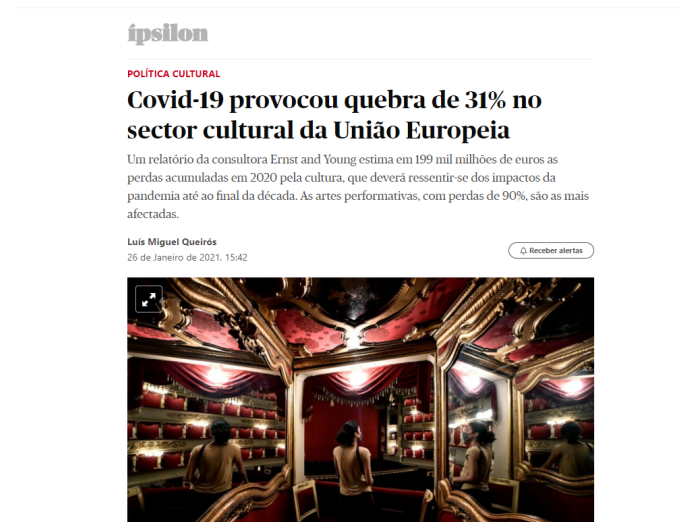 ípsilon
POLÍTICA CULTURAL
Covid-19 provocou quebra de 31% no
sector cultural da União Europeia
Um relatório da consultora Ernst and Young estima em 199 mil milhões de euros as
perdas acumuladas em 2020 pela cultura, que deverá ressentir-se dos impactos da
pandemia até ao final da década. As artes performativas, com perdas de 90%, são as mais
afectadas.
Luís Miguel Queirós
26 de Janeiro de 2021, 15:42
Receber alertas